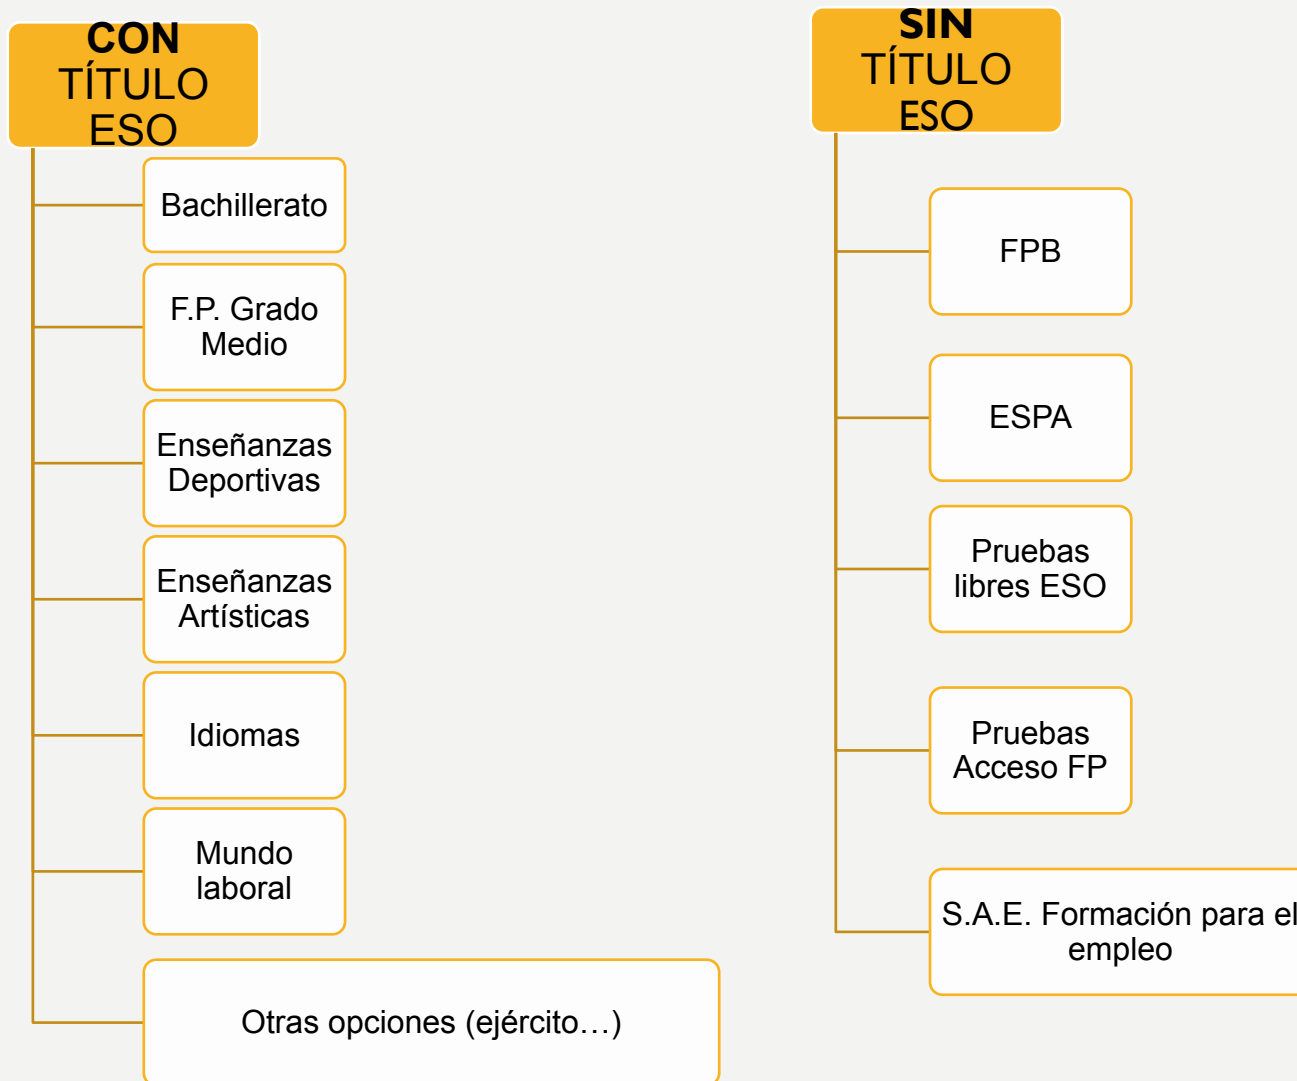 CON
TÍTULO
ESO
Bachillerato
F.P. Grado
Medio
Enseñanzas
Deportivas
Enseñanzas
Artísticas
Idiomas
Mundo
laboral
Otras opciones (ejército…)
SIN
TÍTULO
ESO
FPB
ESPA
Pruebas
libres ESO
Pruebas
Acceso FP
S.A.E. Formación para el
empleo